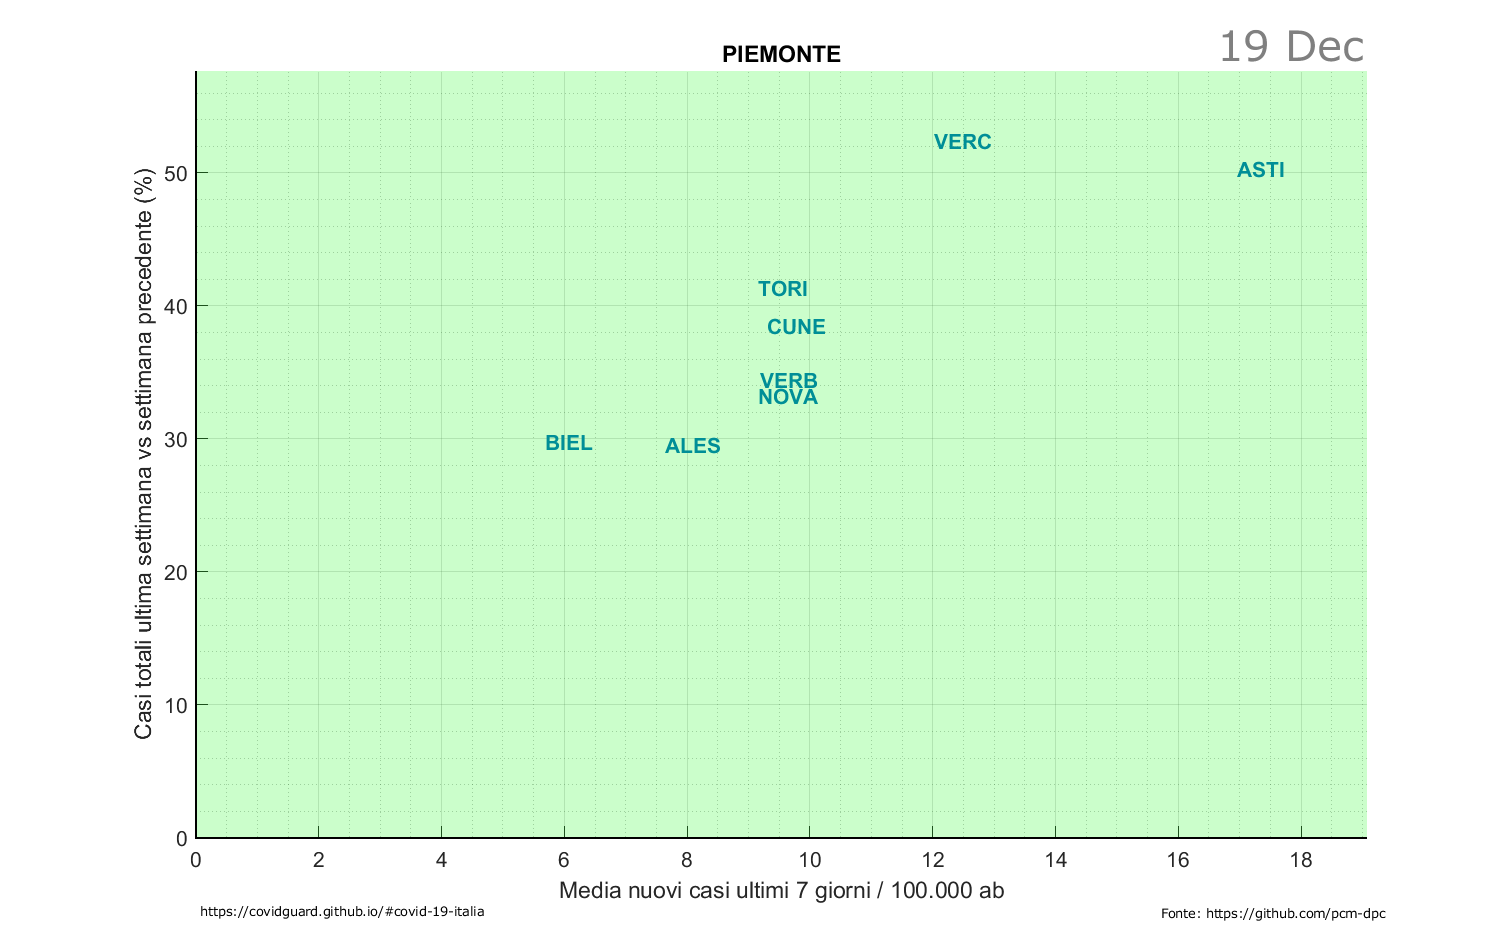 19 Dec
PIEMONTE
Casi totali ultima settimana vs settimana precedente (%)
50
40
30
20
10
0
VERC
ASTI
TORI
CUNE
VERB
NOVA
BIEL
ALES
0 2 4 6 8 10 12 14 16 18
Media nuovi casi ultimi 7 giorni / 100.000 ab
https://covidguard.github.io/#covid-19-italia
Fonte: https://github.com/pcm-dpc